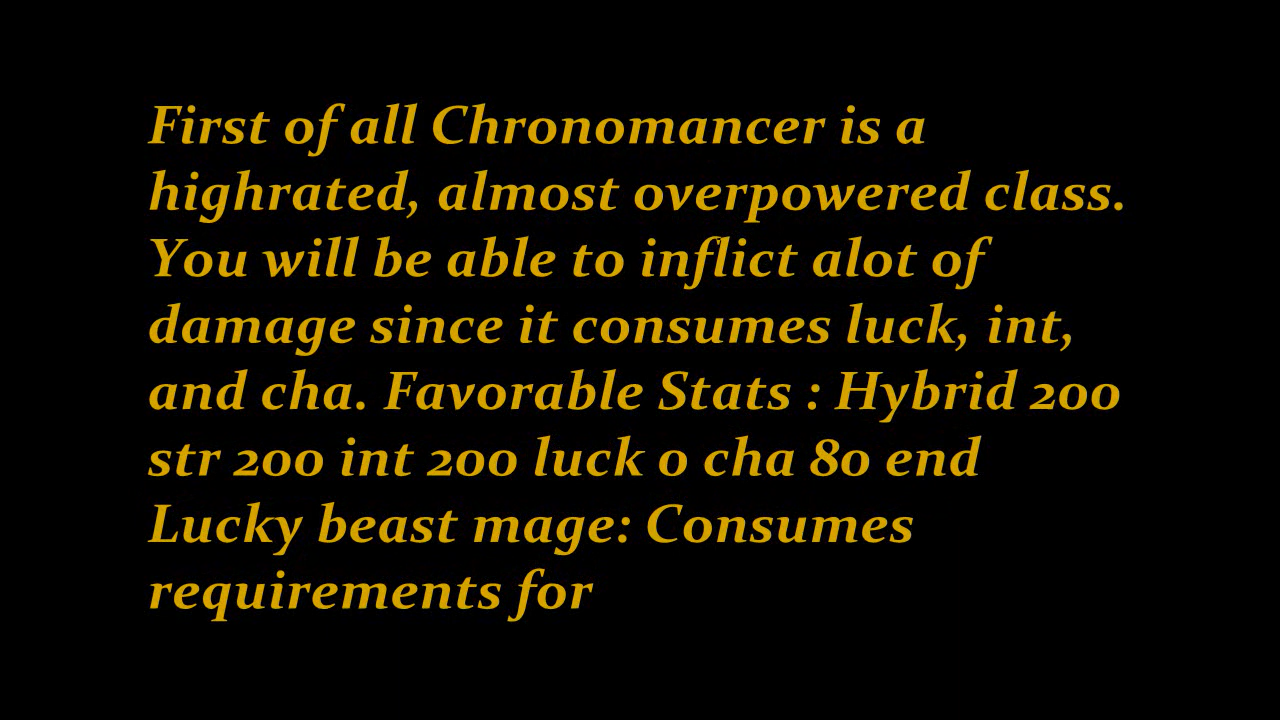 First of all Chronomancer is a
highrated, almost overpowered class.
You will be able to inflict alot of
damage since it consumes luck, int,
and cha. Favorable Stats : Hybrid 200
str 200 int 200 luck 0 cha 80 end
Lucky beast mage: Consumes
requirements for